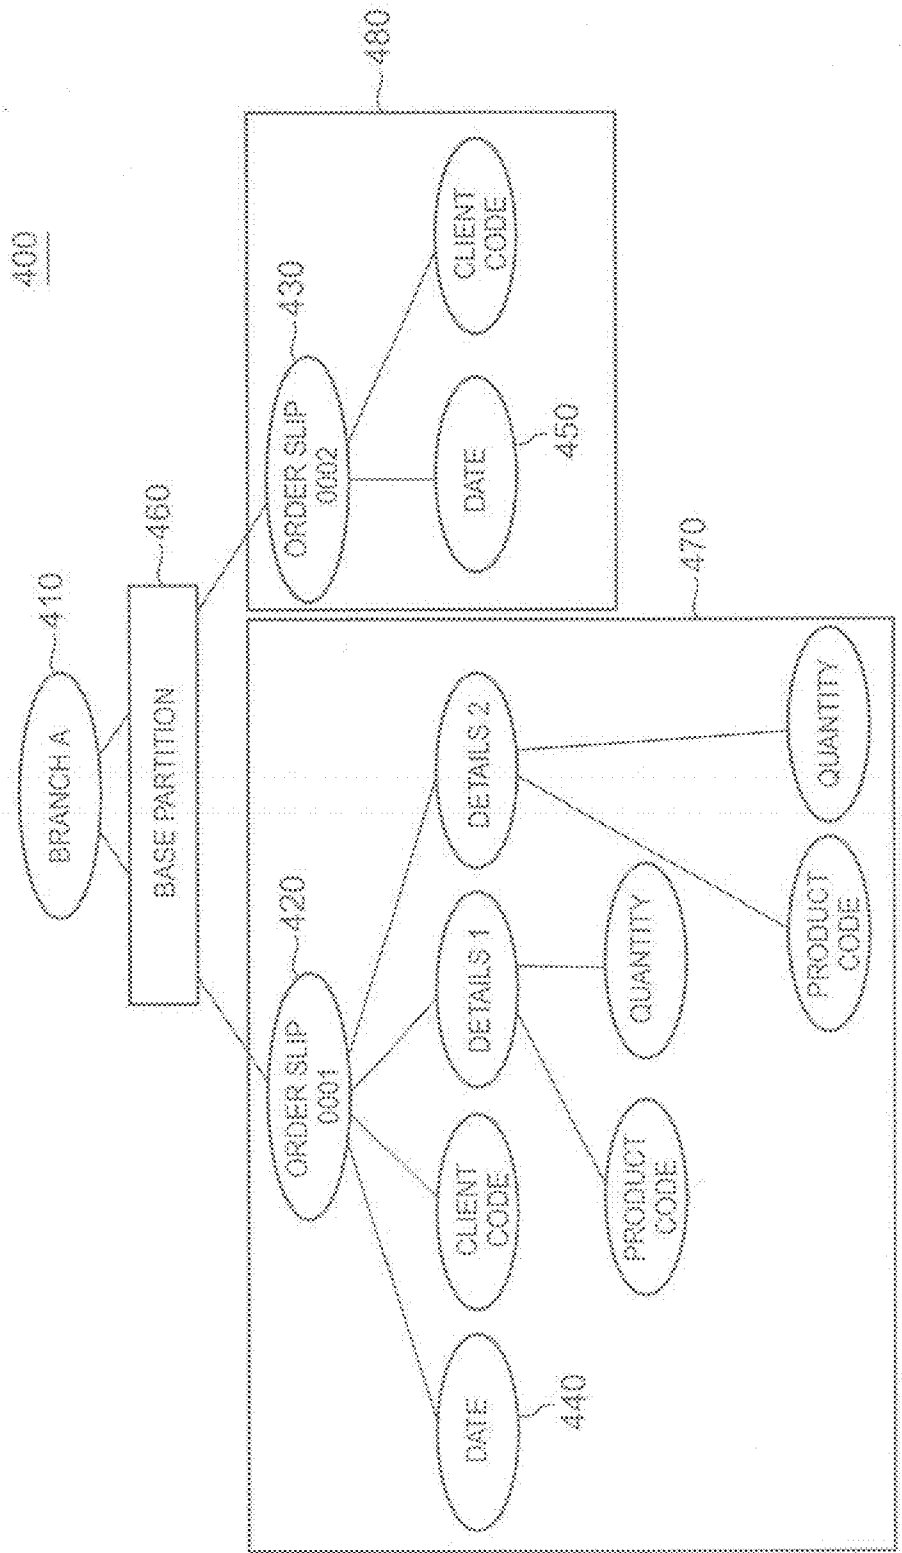 400
BRANCH A
410
BASE PARTITION
460
ORDER SLIP
0001
420
ORDER SLIP
0002
430
480
DATE
440
CLIENT
CODE
DETAILS 1
DETAILS 2
DATE
450
CLIENT
CODE
470
PRODUCT
CODE
QUANTITY
PRODUCT
CODE
QUANTITY